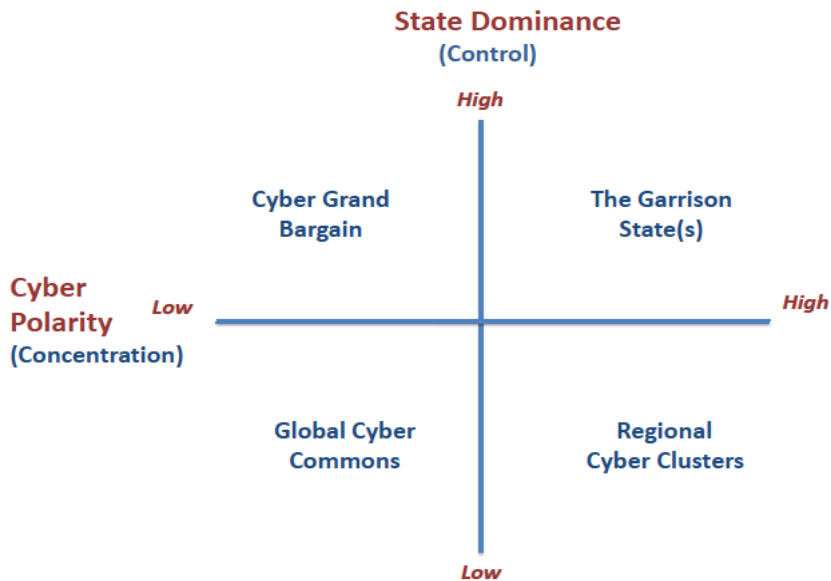 State Dominance
(Control)
High
Cyber Grand
Bargain
The Garrison
State(s)
Cyber
Polarity
(Concentration)
Low
High
Global Cyber
Commons
Regional
Cyber Clusters
Low